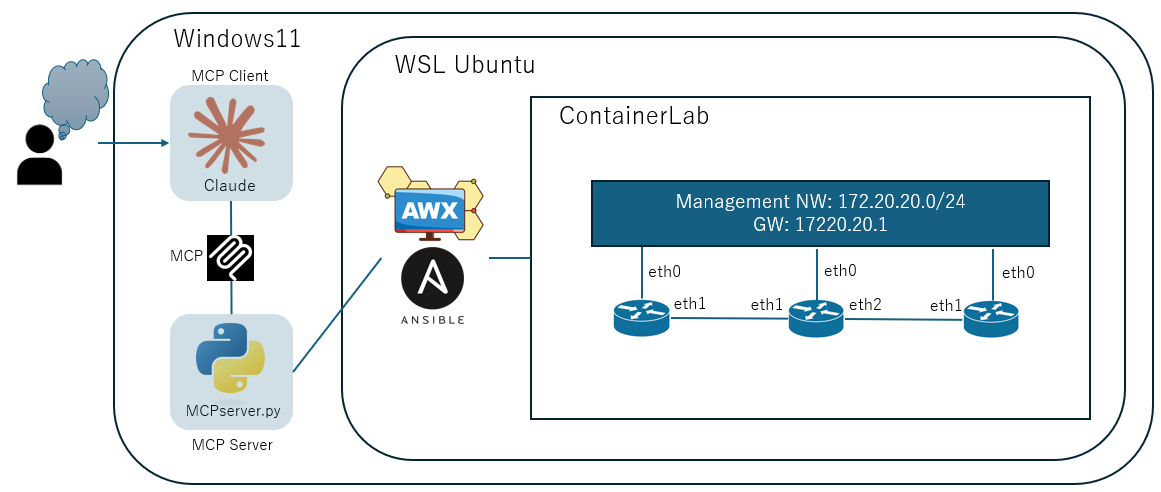 Windows11
MCP Client
Claude
MCP
MCPserver.py
MCP Server
WSL Ubuntu
AWX
ANSIBLE
ContainerLab
Management NW: 172.20.20.0/24
GW: 17220.20.1
eth0
eth0
eth0
eth1
eth1
eth2
eth1